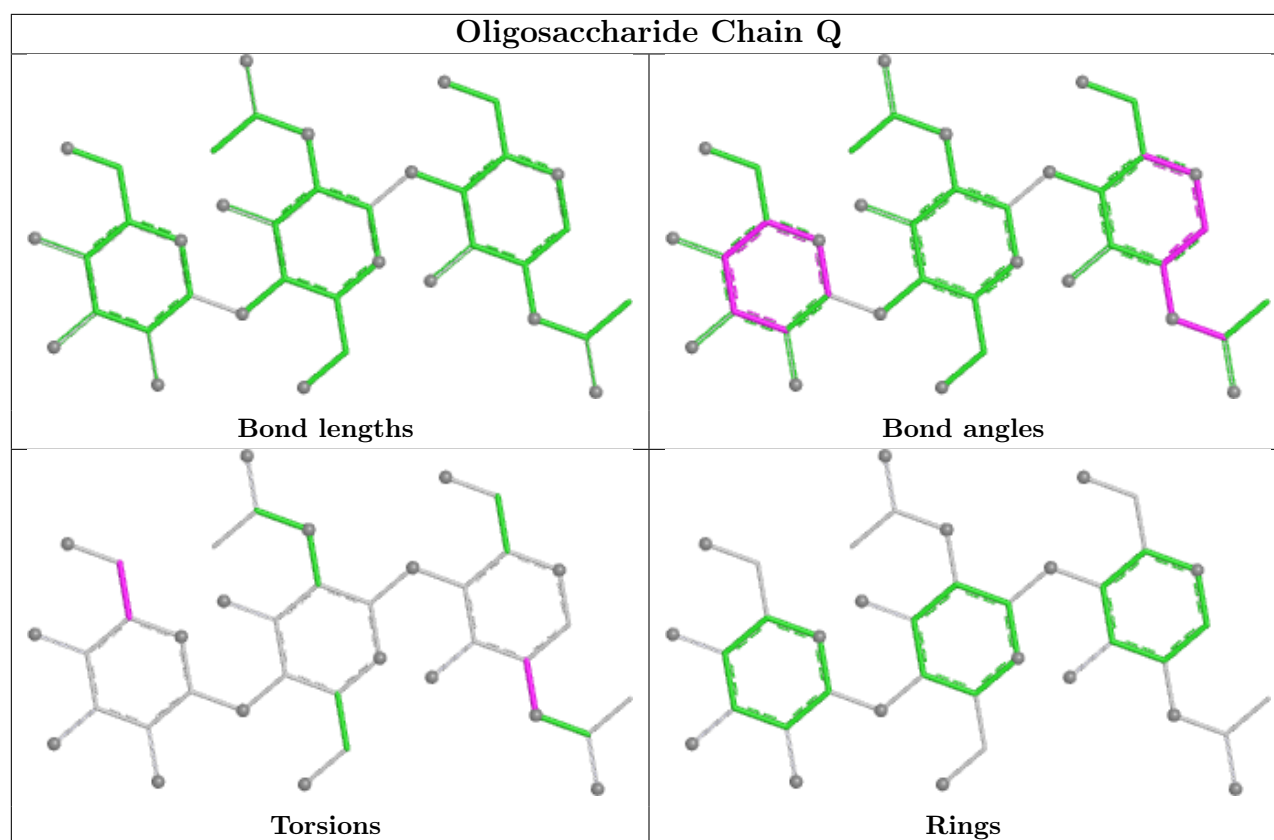 Oligosaccharide Chain Q
Bond lengths
Bond angles
Torsions
Rings